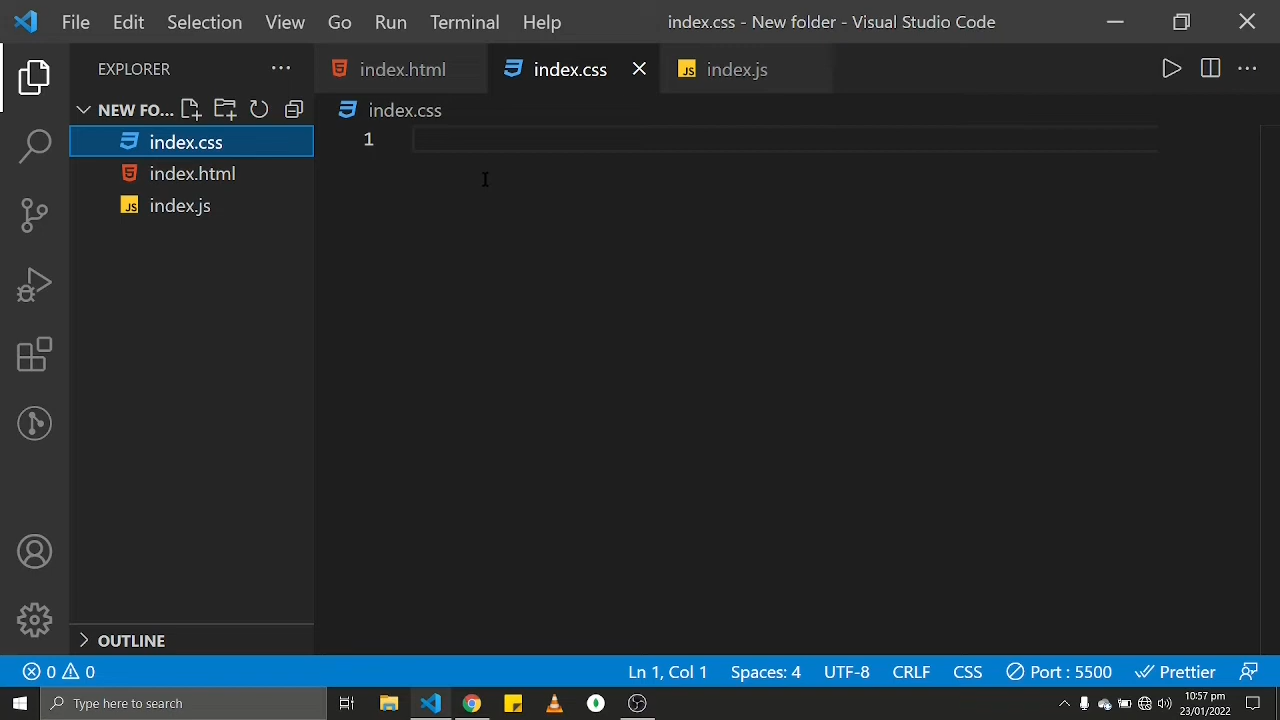 File Edit Selection View Go Run Terminal Help index.css - New folder - Visual Studio Code
EXPLORER
index.html index.css JS index.js
NEW FO...
index.css
index.css
1
index.html
JS index.js
OUTLINE
0 0 Ln 1, Col 1 Spaces: 4 UTF-8 CRLF CSS Port : 5500 Prettier
Type here to search
10:57 pm
23/01/2022